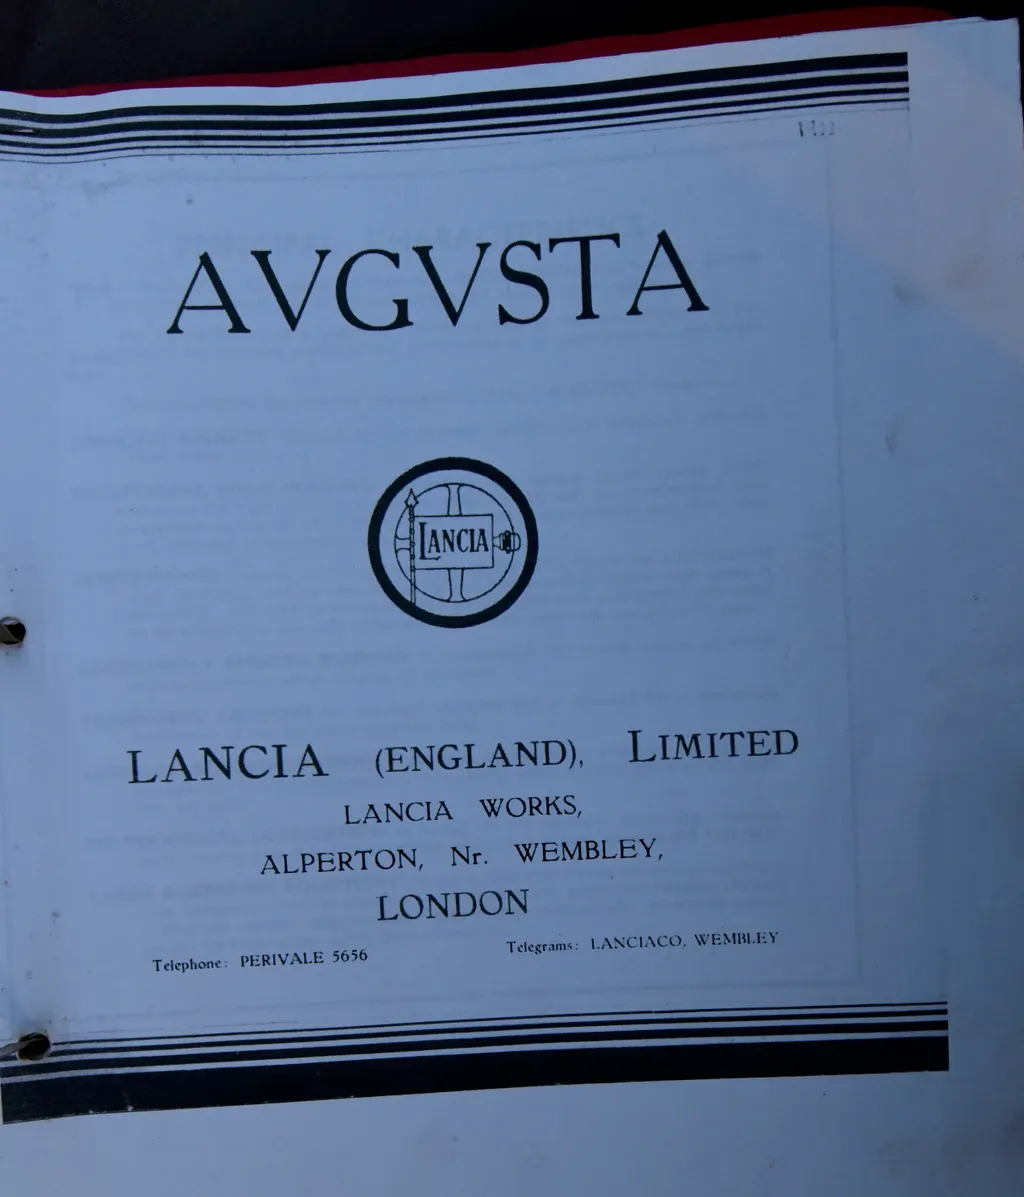 AVGVSTA
LANCIA
LANCIA (ENGLAND), LIMITED
LANCIA WORKS,
ALPERTON, Nr. WEMBLEY,
LONDON
Telephone: PERIVALE 5656 Telegrams: LANCIACO, WEMBLEY